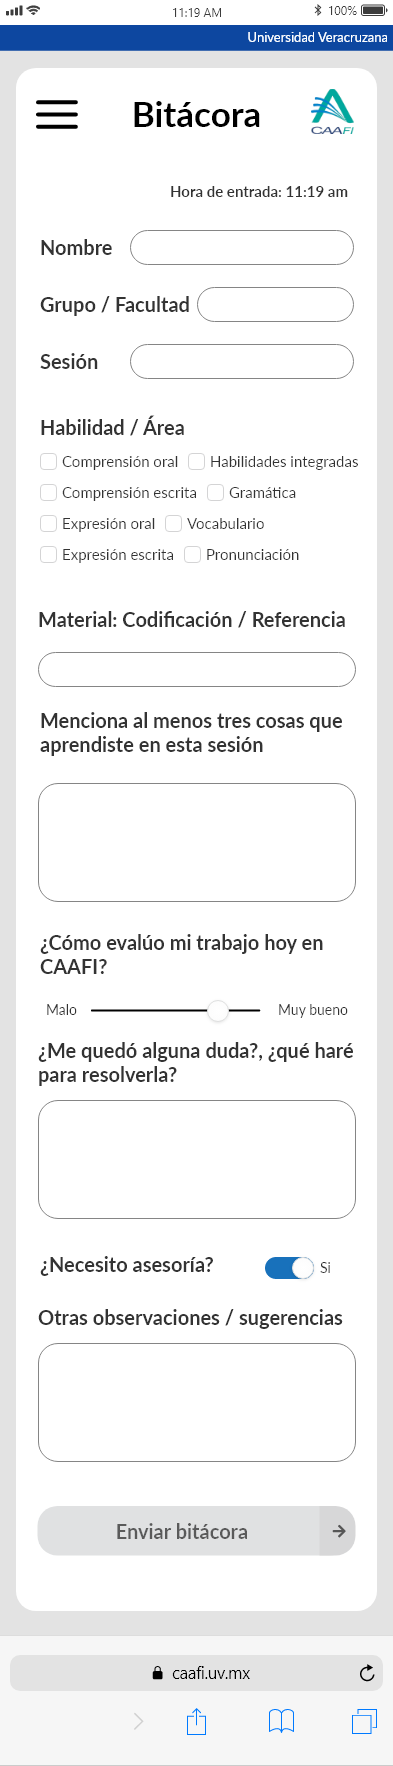 11:19 AM
100%
Universidad Veracruzana
Bitácora
CAAFI
Hora de entrada: 11:19 am
Nombre
Grupo / Facultad
Sesión
Habilidad / Área
Comprensión oral Habilidades integradas
Comprensión escrita Gramática
Expresión oral Vocabulario
Expresión escrita Pronunciación
Material: Codificación / Referencia
Menciona al menos tres cosas que
aprendiste en esta sesión
¿Cómo evalúo mi trabajo hoy en
CAAFI?
Malo Muy bueno
¿Me quedó alguna duda?, ¿qué haré
para resolverla?
¿Necesito asesoría? Si
Otras observaciones / sugerencias
Enviar bitácora
caafi.uv.mx